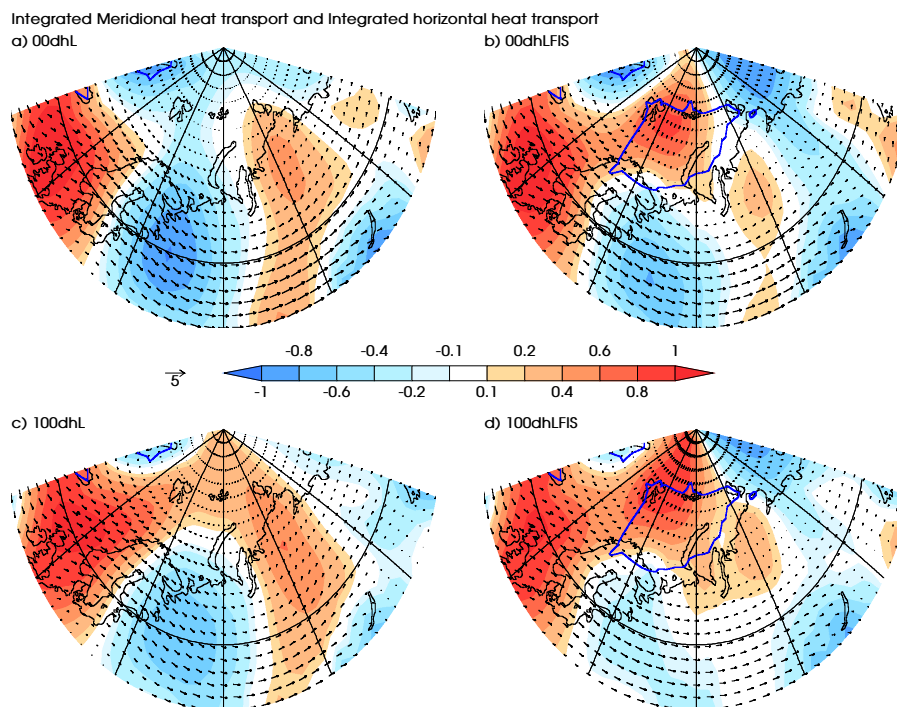 Integrated Meridional heat transport and Integrated horizontal heat transport
a) 00dhL
b) 00dhLFIS
-0.8 -0.4 -0.1 0.2 0.6 1
5
-1 -0.6 -0.2 0.1 0.4 0.8
c) 100dhL
d) 100dhLFIS